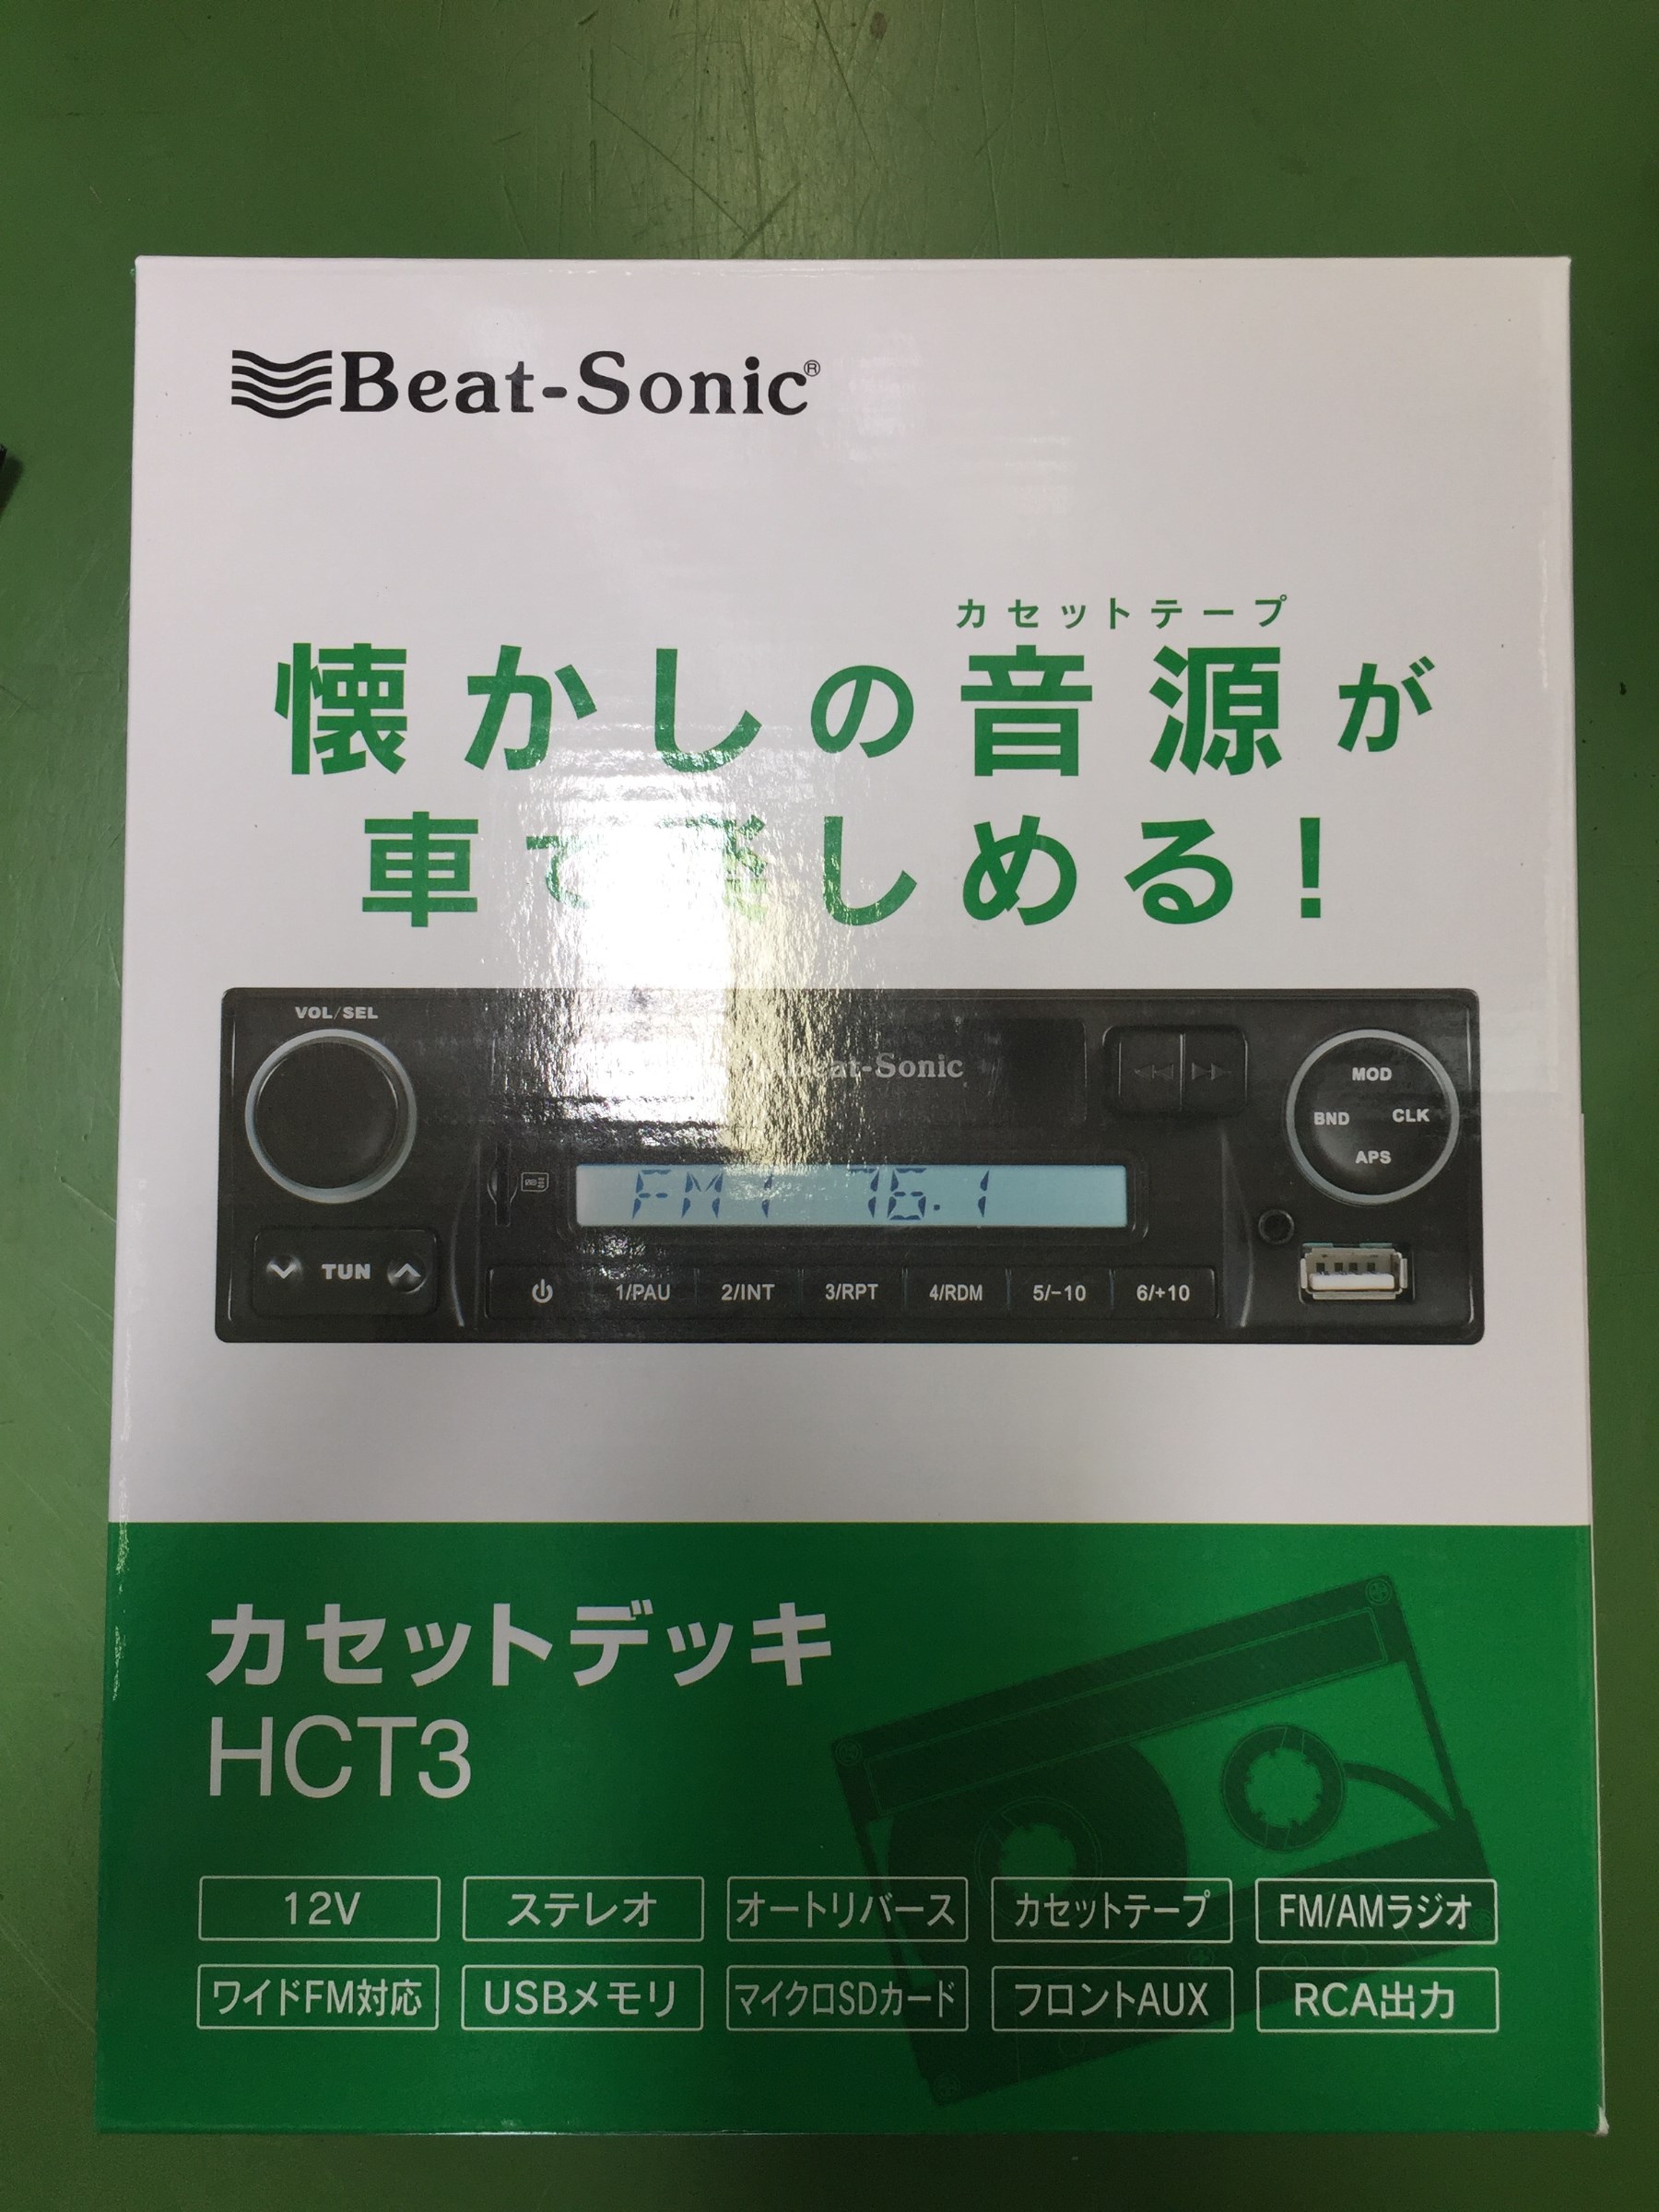 Beat-Sonic®
カセットテープ
懐かしの音源が
車で楽しめる！
VOL/SEL
Beat-Sonic
MOD
BND CLK
APS
FM1 76.1
TUN
1/PAU 2/INT 3/RPT 4/RDM 5/-10 6/+10
カセットデッキ
HCT3
12V ステレオ オートリバース カセットテープ FM/AMラジオ
ワイドFM対応 USBメモリ マイクロSDカード フロントAUX RCA出力